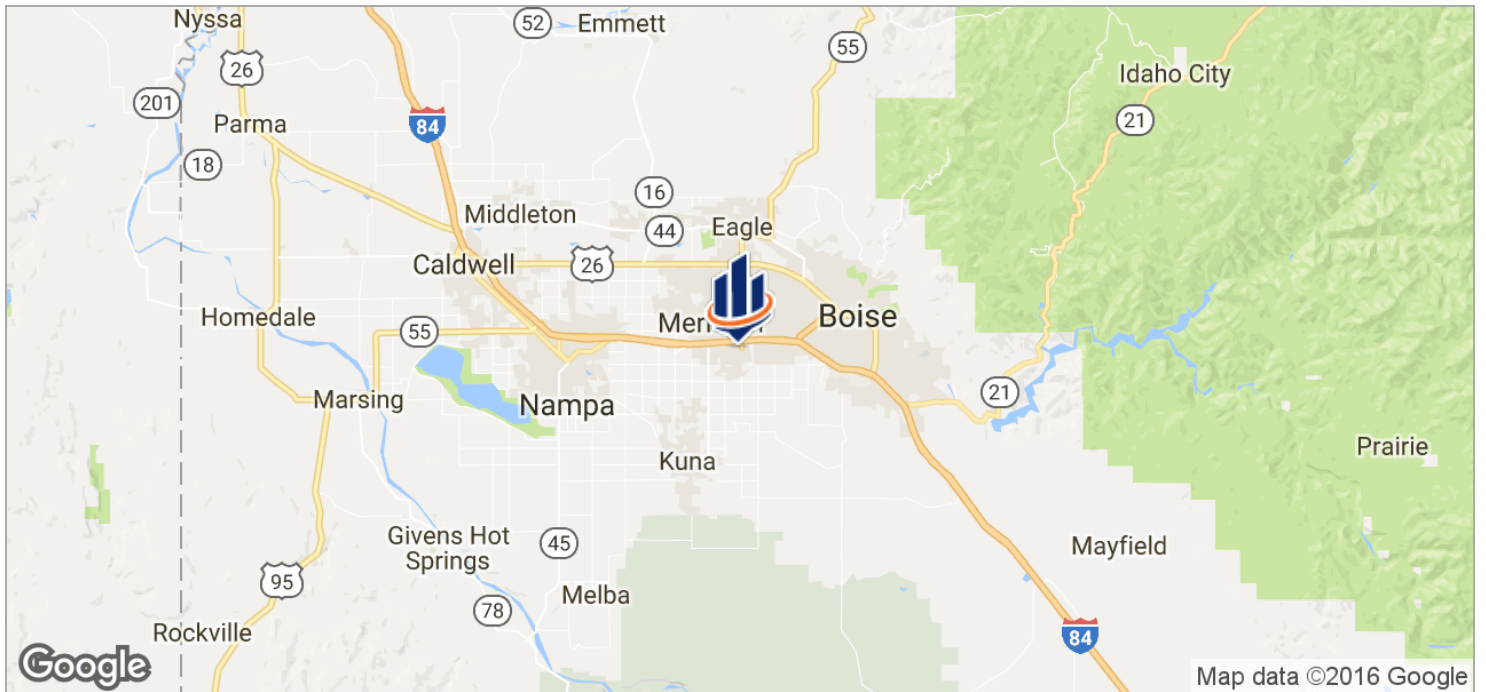 Nyssa
52
Emmett
55
26
Idaho City
201
84
21
Parma
18
16
Middleton
44
Eagle
Caldwell
26
Homedale
55
Boise
Marsing
Nampa
21
Kuna
Prairie
Givens Hot
Springs
45
Mayfield
95
78
Melba
Rockville
84
Google
Map data ©2016 Google